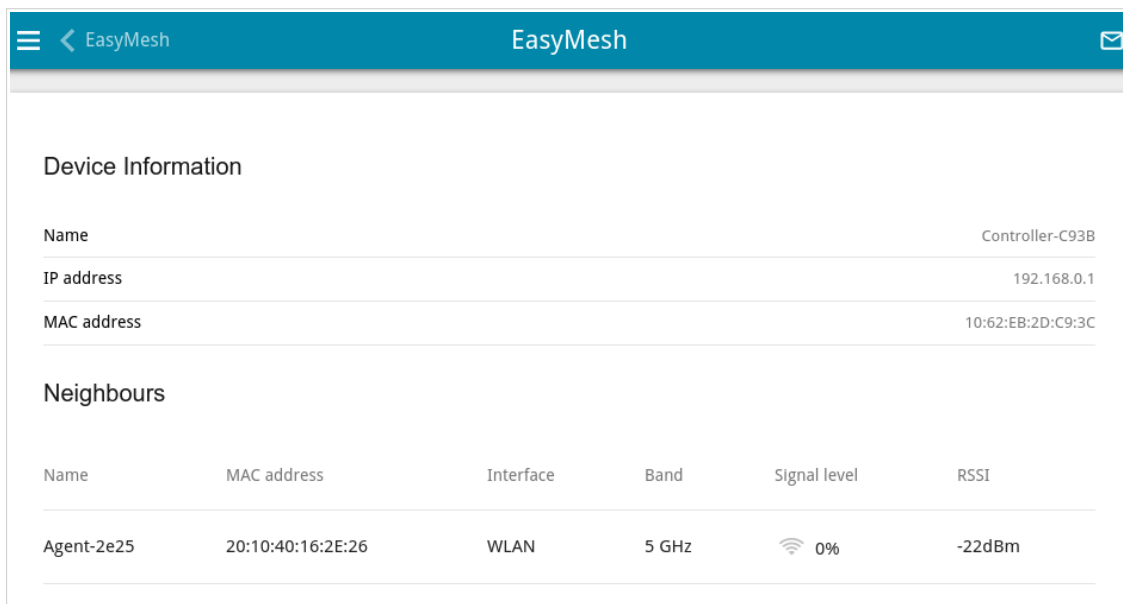 EasyMesh EasyMesh
Device Information
Name Controller-C93B
IP address 192.168.0.1
MAC address 10:62:EB:2D:C9:3C
Neighbours
Name MAC address Interface Band Signal level RSSI
Agent-2e25 20:10:40:16:2E:26 WLAN 5 GHz 0% -22dBm